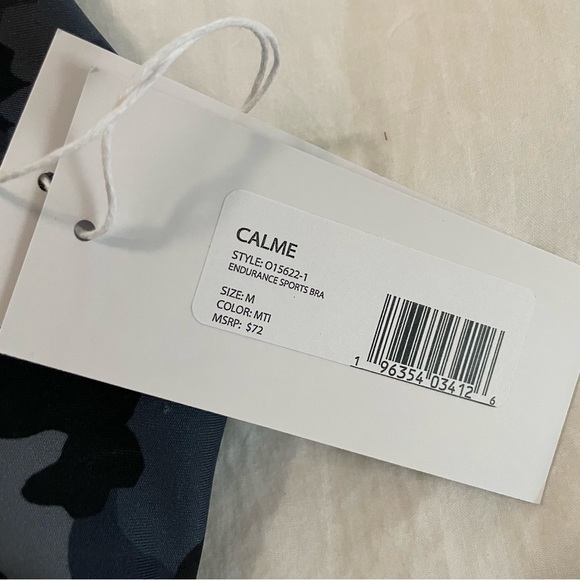 CALME
STYLE: O15622-1
ENDURANCE SPORTS BRA
SIZE: M
COLOR: MTI
MSRP: $72
1 96354 03412 6